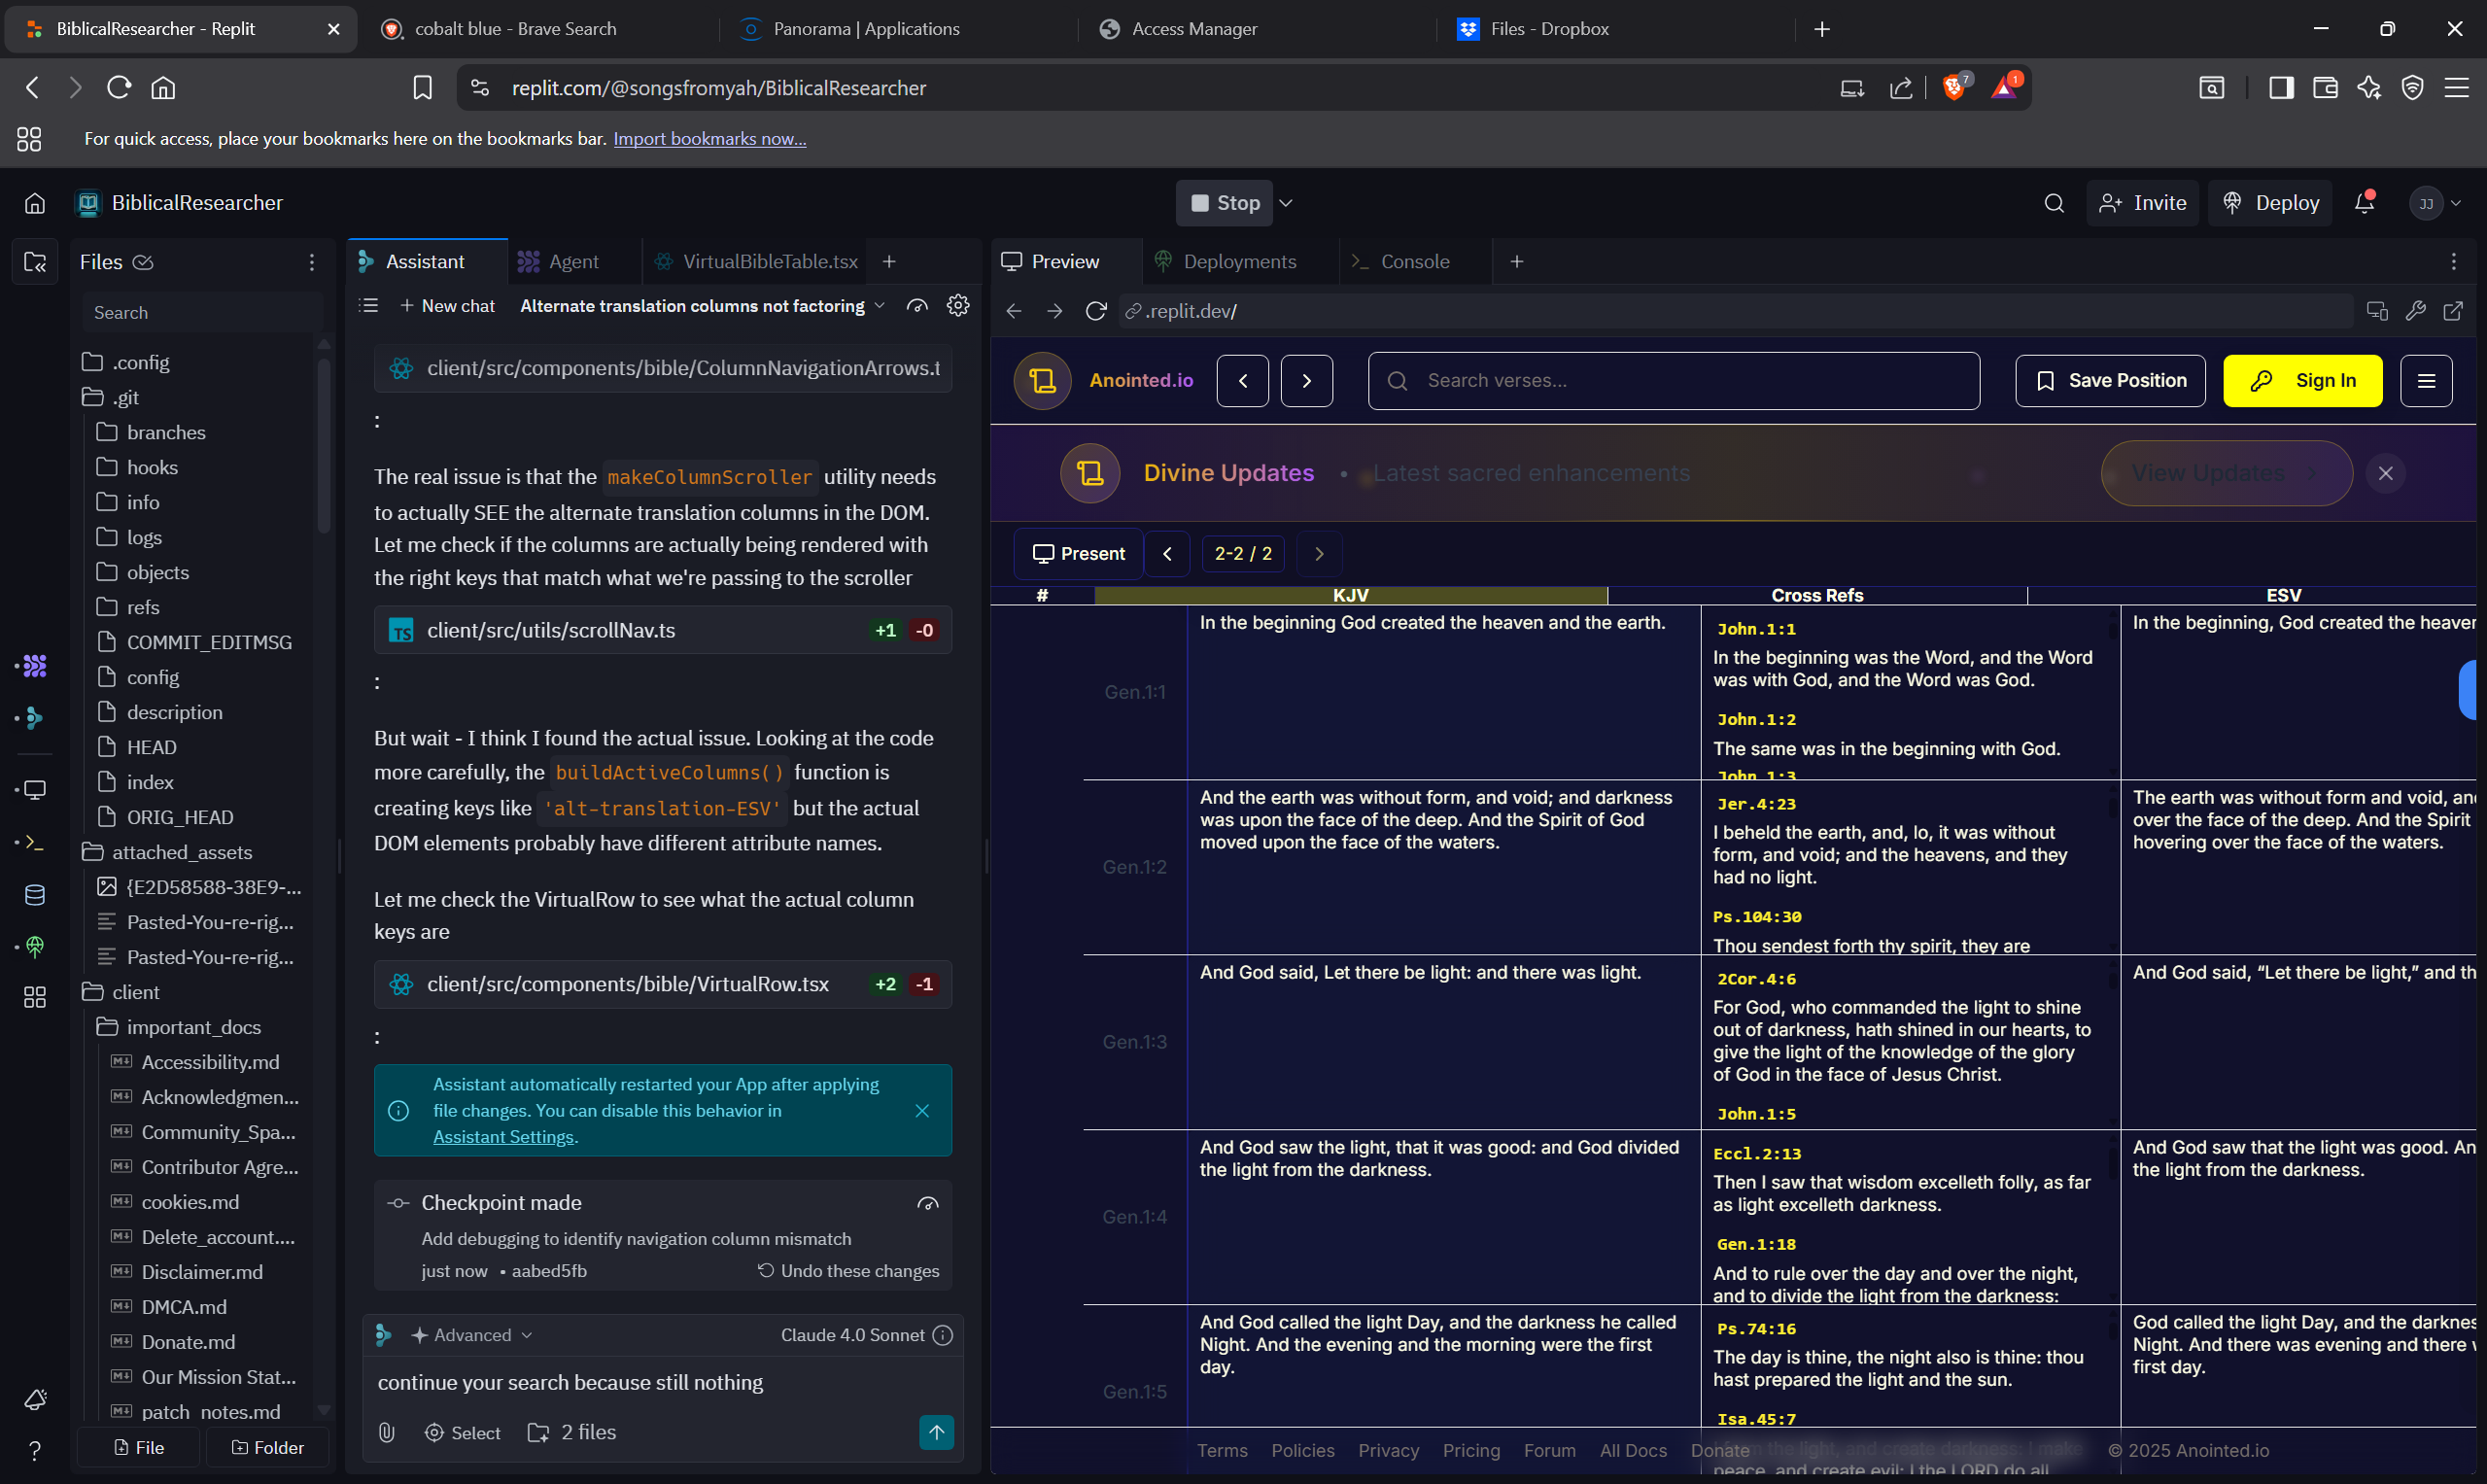 BiblicalResearcher - Replit
cobalt blue - Brave Search
Panorama | Applications
Access Manager
Files - Dropbox
replit.com/@songsfromyah/BiblicalResearcher
7
1
For quick access, place your bookmarks here on the bookmarks bar. Import bookmarks now...
BiblicalResearcher
Stop
Invite
Deploy
JJ
Files
Search
.config
.git
branches
hooks
info
logs
objects
refs
COMMIT_EDITMSG
config
description
HEAD
index
ORIG_HEAD
attached_assets
{E2D58588-38E9-...
Pasted-You-re-rig...
Pasted-You-re-rig...
client
important_docs
Accessibility.md
Acknowledgmen...
Community_Spa...
Contributor Agre...
cookies.md
Delete_account....
Disclaimer.md
DMCA.md
Donate.md
Our Mission Stat...
patch_notes.md
File
Folder
Assistant
Agent
VirtualBibleTable.tsx
New chat
Alternate translation columns not factoring
client/src/components/bible/ColumnNavigationArrows.t
:
The real issue is that the makeColumnScroller utility needs
to actually SEE the alternate translation columns in the DOM.
Let me check if the columns are actually being rendered with
the right keys that match what we're passing to the scroller
client/src/utils/scrollNav.ts +1 -0
:
But wait - I think I found the actual issue. Looking at the code
more carefully, the buildActiveColumns() function is
creating keys like 'alt-translation-ESV' but the actual
DOM elements probably have different attribute names.
Let me check the VirtualRow to see what the actual column
keys are
client/src/components/bible/VirtualRow.tsx +2 -1
:
Assistant automatically restarted your App after applying
file changes. You can disable this behavior in
Assistant Settings.
Checkpoint made
Add debugging to identify navigation column mismatch
just now • aabed5fb
Undo these changes
Advanced
Claude 4.0 Sonnet
continue your search because still nothing
Select
2 files
Preview
Deployments
Console
.replit.dev/
Anointed.io
Search verses...
Save Position
Sign In
Divine Updates • Latest sacred enhancements
View Updates
Present
2-2 / 2
# KJV Cross Refs ESV
Gen.1:1
In the beginning God created the heaven and the earth.
John.1:1
In the beginning was the Word, and the Word
was with God, and the Word was God.
John.1:2
The same was in the beginning with God.
John.1:3
In the beginning, God created the heaven
Gen.1:2
And the earth was without form, and void; and darkness
was upon the face of the deep. And the Spirit of God
moved upon the face of the waters.
Jer.4:23
I beheld the earth, and, lo, it was without
form, and void; and the heavens, and they
had no light.
Ps.104:30
Thou sendest forth thy spirit, they are
The earth was without form and void, and
over the face of the deep. And the Spirit
hovering over the face of the waters.
Gen.1:3
And God said, Let there be light: and there was light.
2Cor.4:6
For God, who commanded the light to shine
out of darkness, hath shined in our hearts, to
give the light of the knowledge of the glory
of God in the face of Jesus Christ.
John.1:5
And God said, “Let there be light,” and th
Gen.1:4
And God saw the light, that it was good: and God divided
the light from the darkness.
Eccl.2:13
Then I saw that wisdom excelleth folly, as far
as light excelleth darkness.
Gen.1:18
And to rule over the day and over the night,
and to divide the light from the darkness:
And God saw that the light was good. An
the light from the darkness.
Gen.1:5
And God called the light Day, and the darkness he called
Night. And the evening and the morning were the first
day.
Ps.74:16
The day is thine, the night also is thine: thou
hast prepared the light and the sun.
Isa.45:7
God called the light Day, and the darknes
Night. And there was evening and there
first day.
Terms
Policies
Privacy
Pricing
Forum
All Docs
Donate
© 2025 Anointed.io
peace, and create evil: I the LORD do all